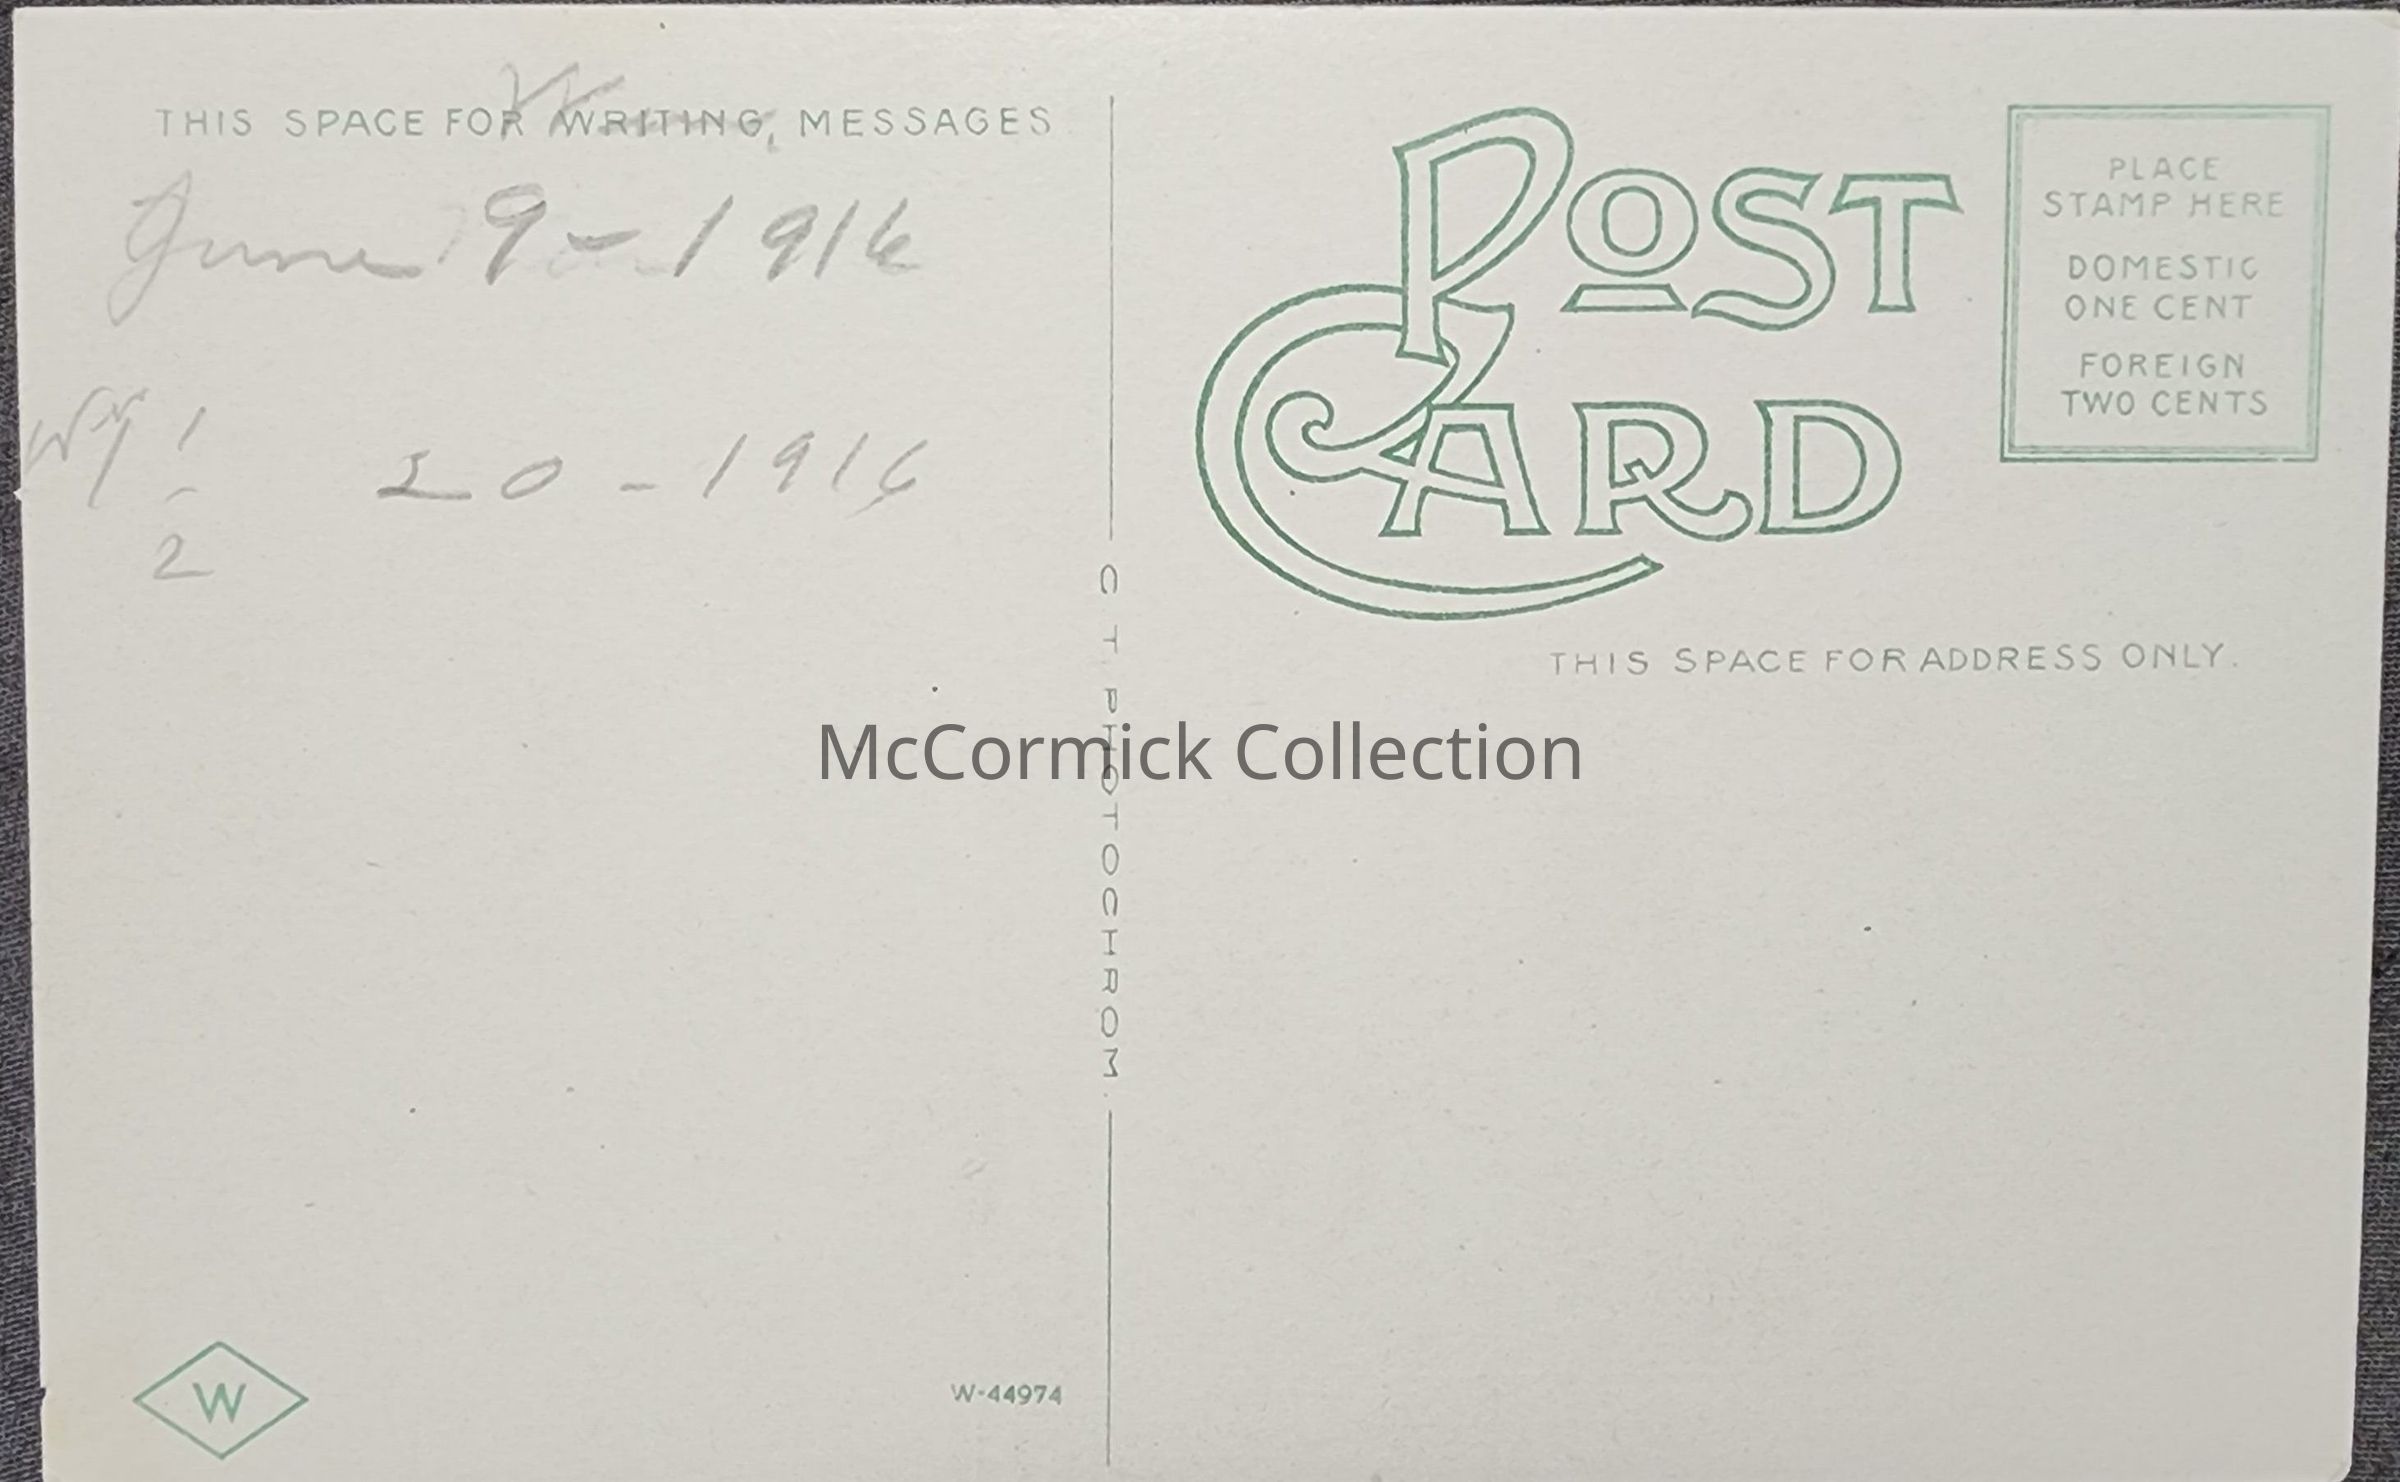 THIS SPACE FOR WRITING, MESSAGES
June 9 - 1916
1
20 - 1916
2
C T PHOTOCHROM
W
W-44974
POST CARD
PLACE
STAMP HERE
DOMESTIC
ONE CENT
FOREIGN
TWO CENTS
THIS SPACE FOR ADDRESS ONLY.
McCormick Collection